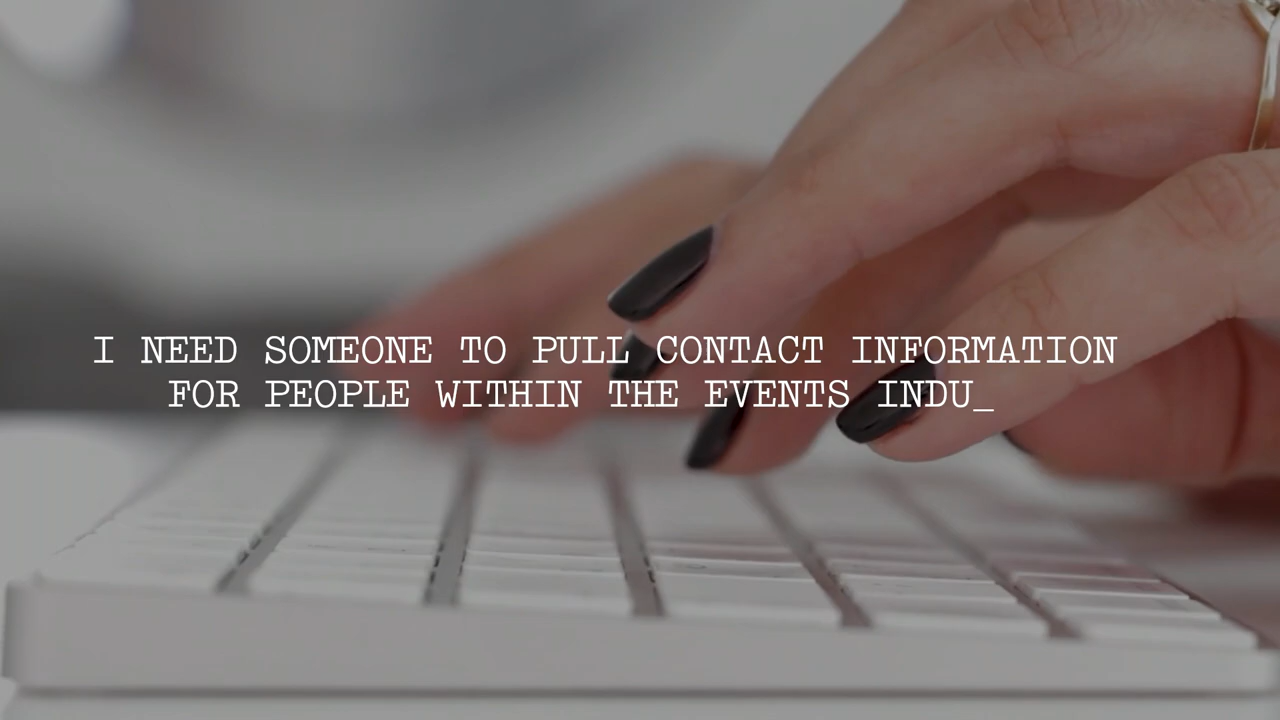 I NEED SOMEONE TO PULL CONTACT INFORMATION
FOR PEOPLE WITHIN THE EVENTS INDU_